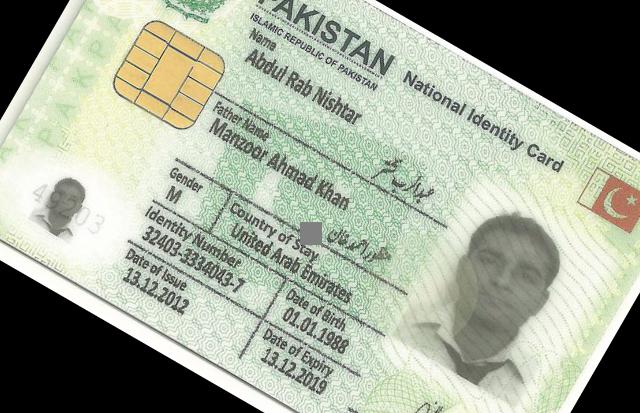 PAKISTAN National Identity Card
ISLAMIC REPUBLIC OF PAKISTAN
Name
Abdul Rab Nishtar
Father Name
Manzoor Ahmad Khan
Gender
M
Country of Stay
United Arab Emirates
Identity Number
32403-3334043-7
Date of Birth
01.01.1988
Date of Issue
13.12.2012
Date of Expiry
13.12.2019